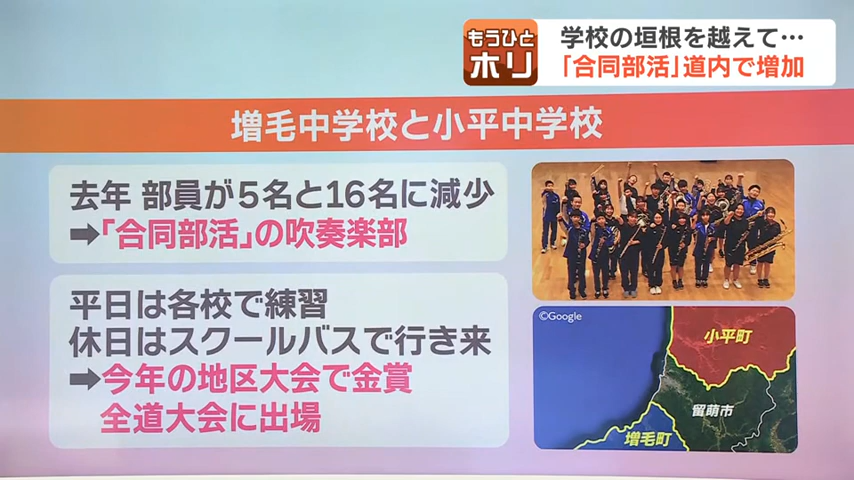 もうひと
ホリ
学校の垣根を越えて…
「合同部活」道内で増加
増毛中学校と小平中学校
去年 部員が5名と16名に減少
➡「合同部活」の吹奏楽部
平日は各校で練習
休日はスクールバスで行き来
➡今年の地区大会で金賞
全道大会に出場
©Google
小平町
留萌市
増毛町